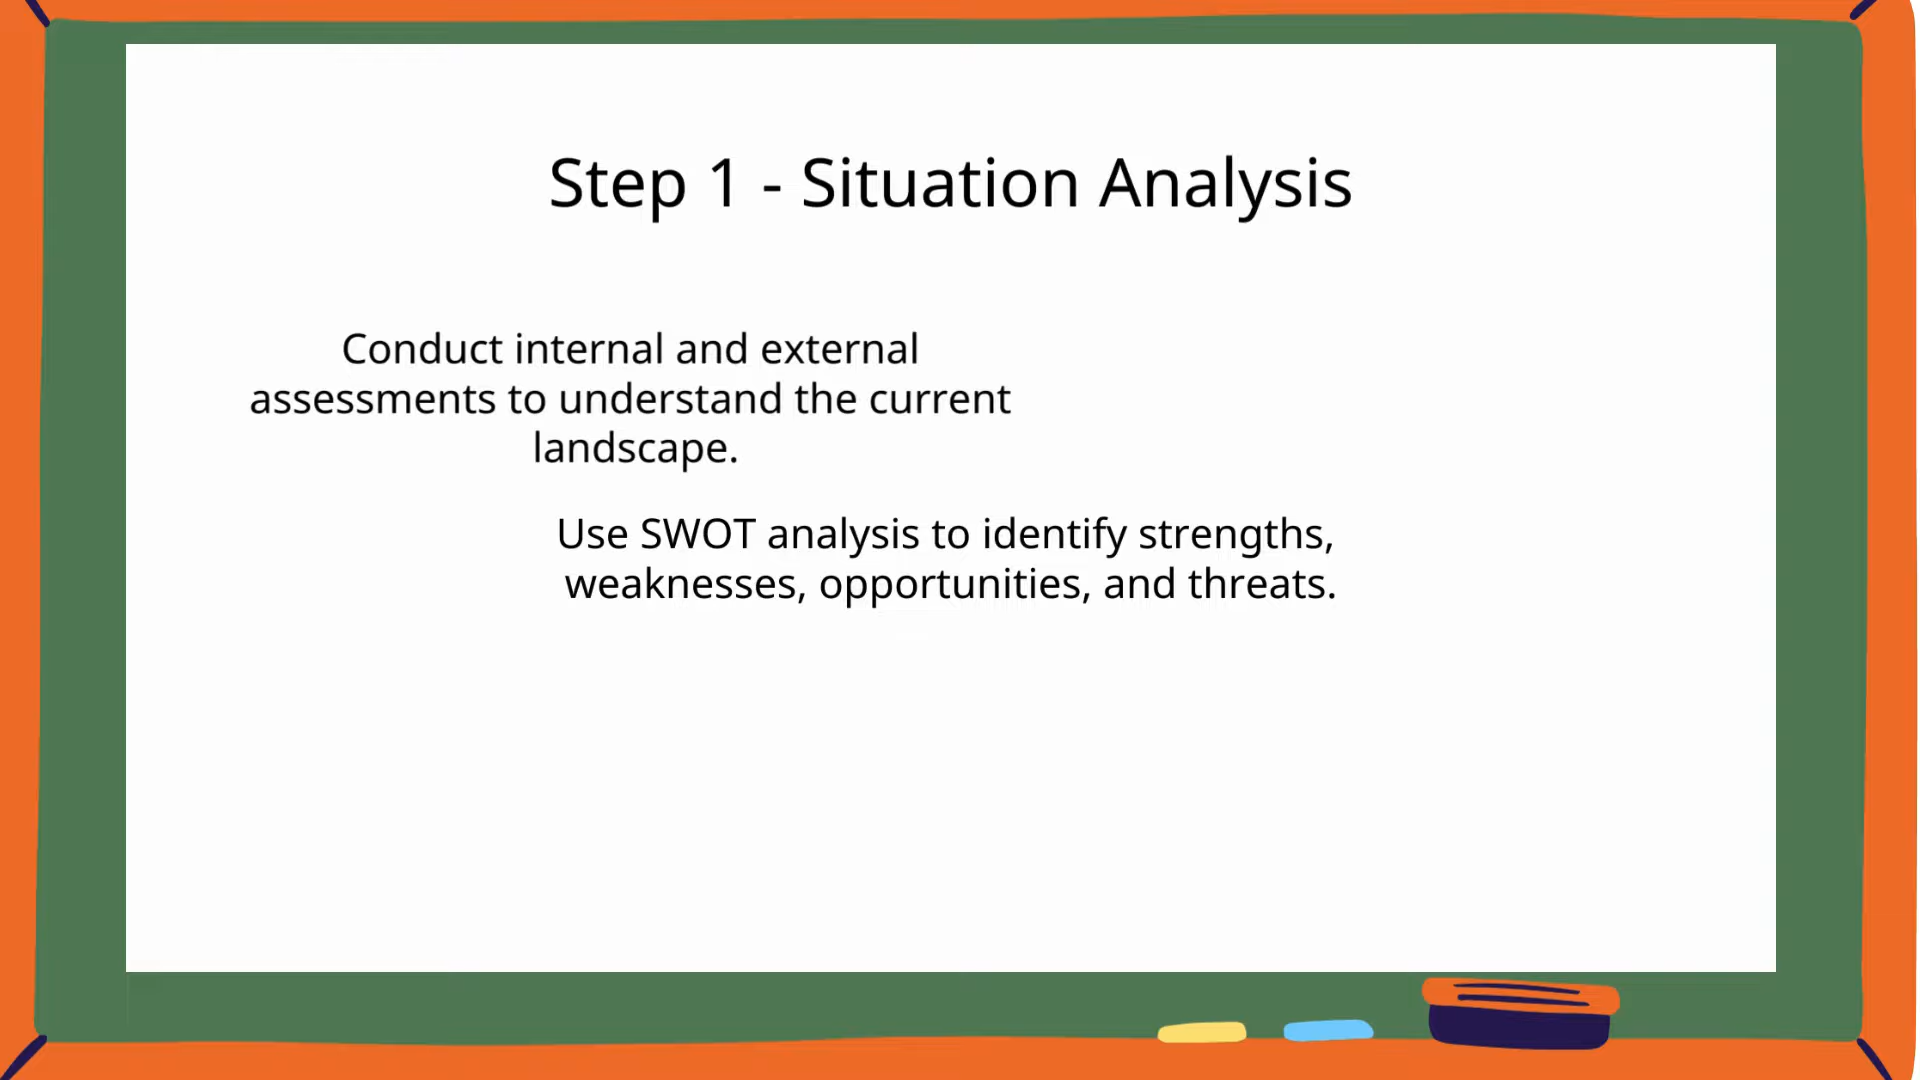 Step 1 - Situation Analysis
Conduct internal and external
assessments to understand the current
landscape.
Use SWOT analysis to identify strengths,
weaknesses, opportunities, and threats.